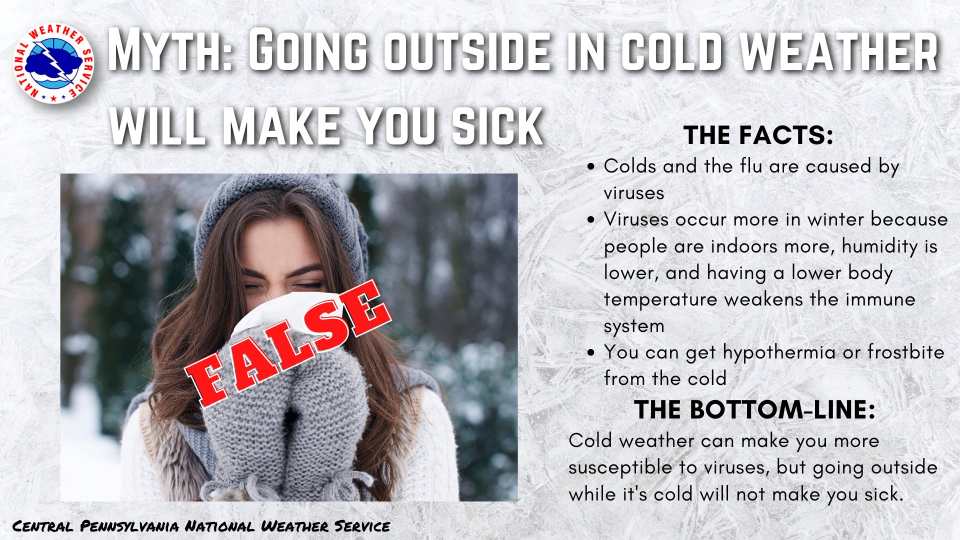 NATIONAL WEATHER SERVICE
Myth: Going outside in cold weather
will make you sick
THE FACTS:
• Colds and the flu are caused by
viruses
• Viruses occur more in winter because
people are indoors more, humidity is
lower, and having a lower body
temperature weakens the immune
system
• You can get hypothermia or frostbite
from the cold
FALSE
THE BOTTOM-LINE:
Cold weather can make you more
susceptible to viruses, but going outside
while it's cold will not make you sick.
Central Pennsylvania National Weather Service